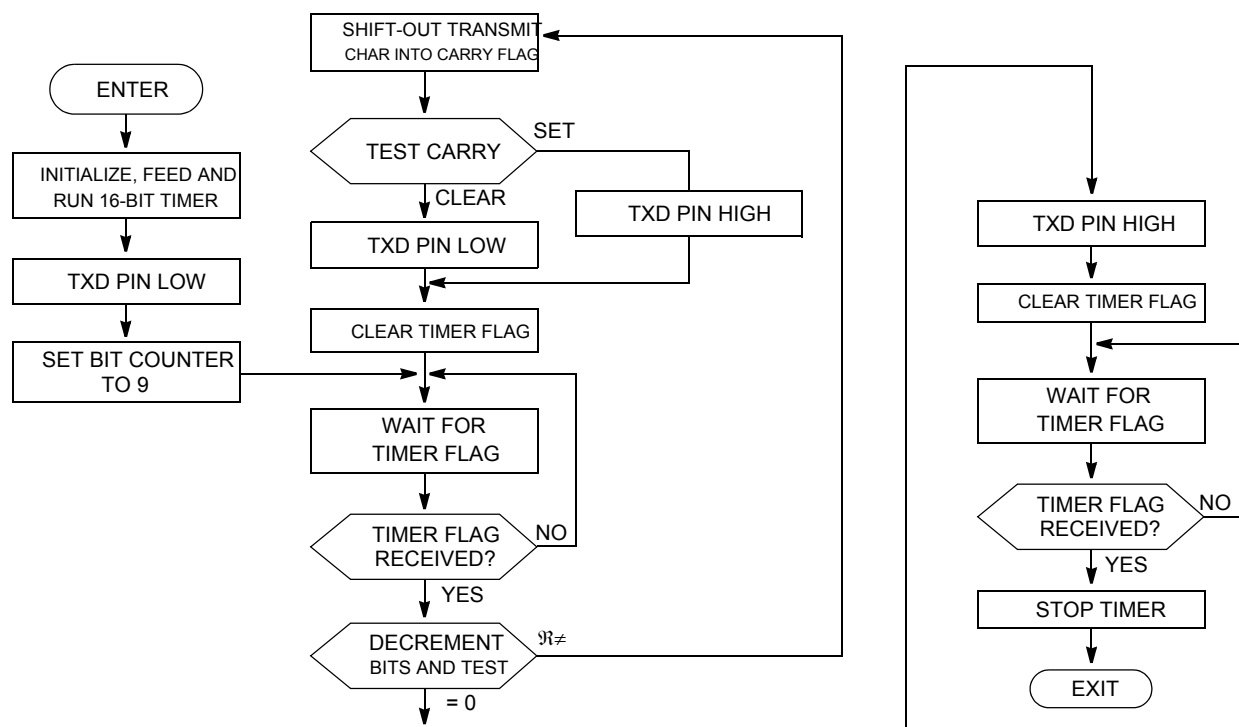 ENTER
INITIALIZE, FEED AND
RUN 16-BIT TIMER
TXD PIN LOW
SET BIT COUNTER
TO 9
SHIFT-OUT TRANSMIT
CHAR INTO CARRY FLAG
TEST CARRY
SET
CLEAR
TXD PIN HIGH
TXD PIN LOW
CLEAR TIMER FLAG
WAIT FOR
TIMER FLAG
TIMER FLAG
RECEIVED?
NO
YES
DECREMENT
BITS AND TEST
ℜ≠
= 0
TXD PIN HIGH
CLEAR TIMER FLAG
WAIT FOR
TIMER FLAG
TIMER FLAG
RECEIVED?
NO
YES
STOP TIMER
EXIT